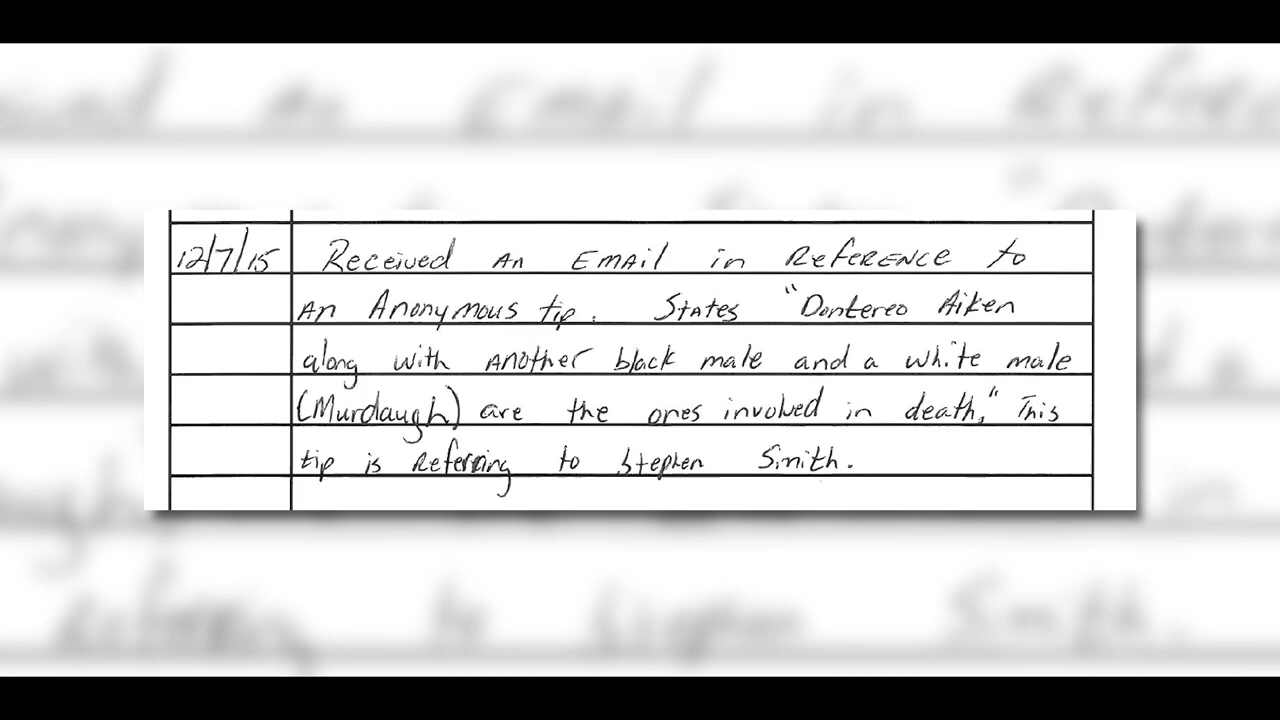 12/7/15 Received An Email in Reference to
An Anonymous tip. States "Dontereo Aiken
along with another black male and a white male
(Murdaugh) are the ones involved in death," This
tip is referring to Stephen Smith.